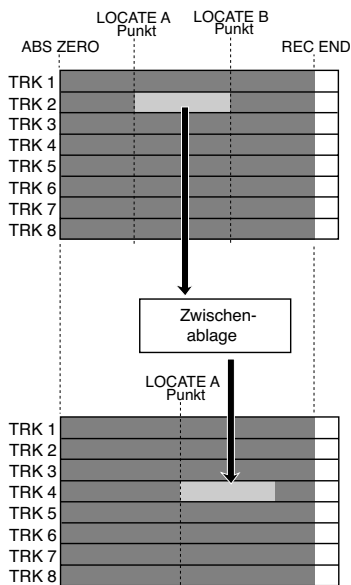 LOCATE A LOCATE B
Punkt Punkt
ABS ZERO REC END
TRK 1
TRK 2
TRK 3
TRK 4
TRK 5
TRK 6
TRK 7
TRK 8
Zwischen-
ablage
LOCATE A
Punkt
TRK 1
TRK 2
TRK 3
TRK 4
TRK 5
TRK 6
TRK 7
TRK 8